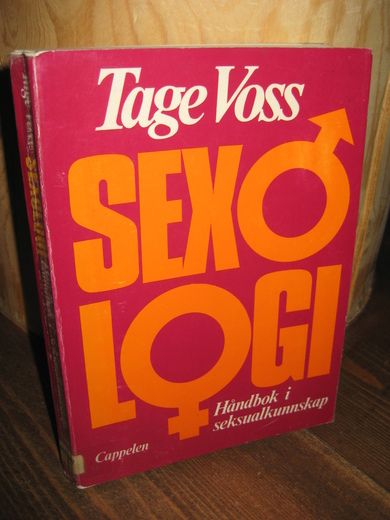 Tage Voss
SEXO
LOGI
Håndbok i
seksualkunnskap
Cappelen